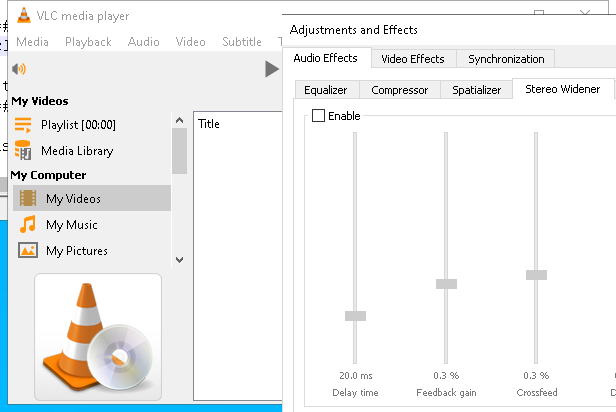 VLC media player
Media Playback Audio Video Subtitle T
My Videos
Playlist [00:00]
Media Library
My Computer
My Videos
My Music
My Pictures
Title
Adjustments and Effects
Audio Effects Video Effects Synchronization
Equalizer Compressor Spatializer Stereo Widener
Enable
20.0 ms 0.3 % 0.3 %
Delay time Feedback gain Crossfeed D